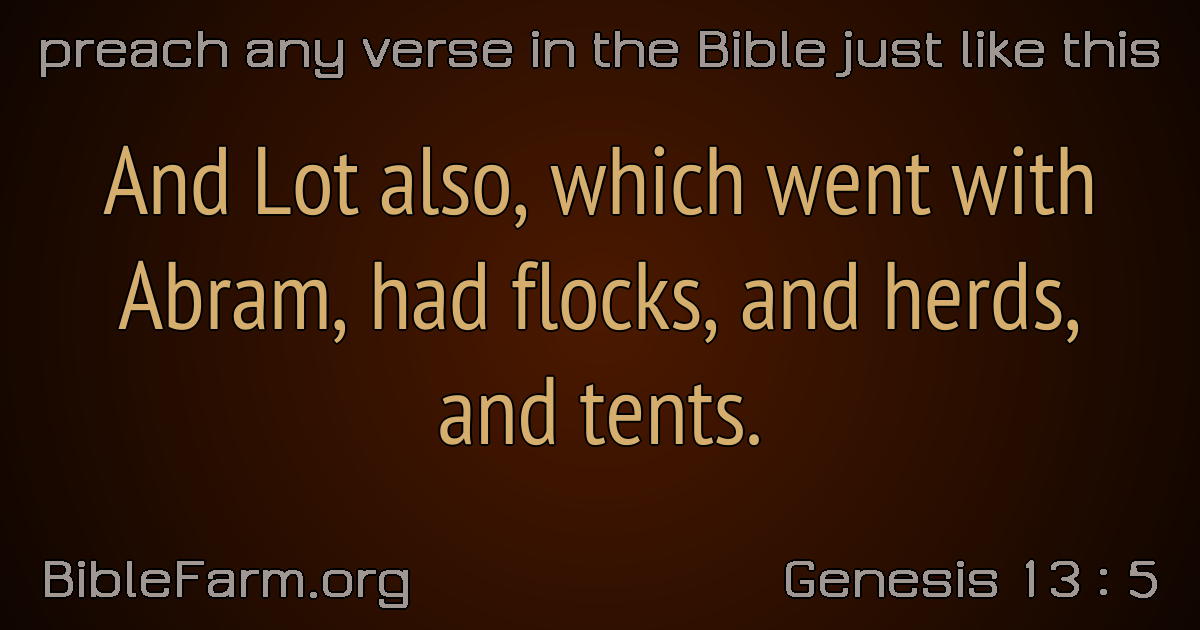 preach any verse in the Bible just like this
And Lot also, which went with
Abram, had flocks, and herds,
and tents.
BibleFarm.org
Genesis 13 : 5